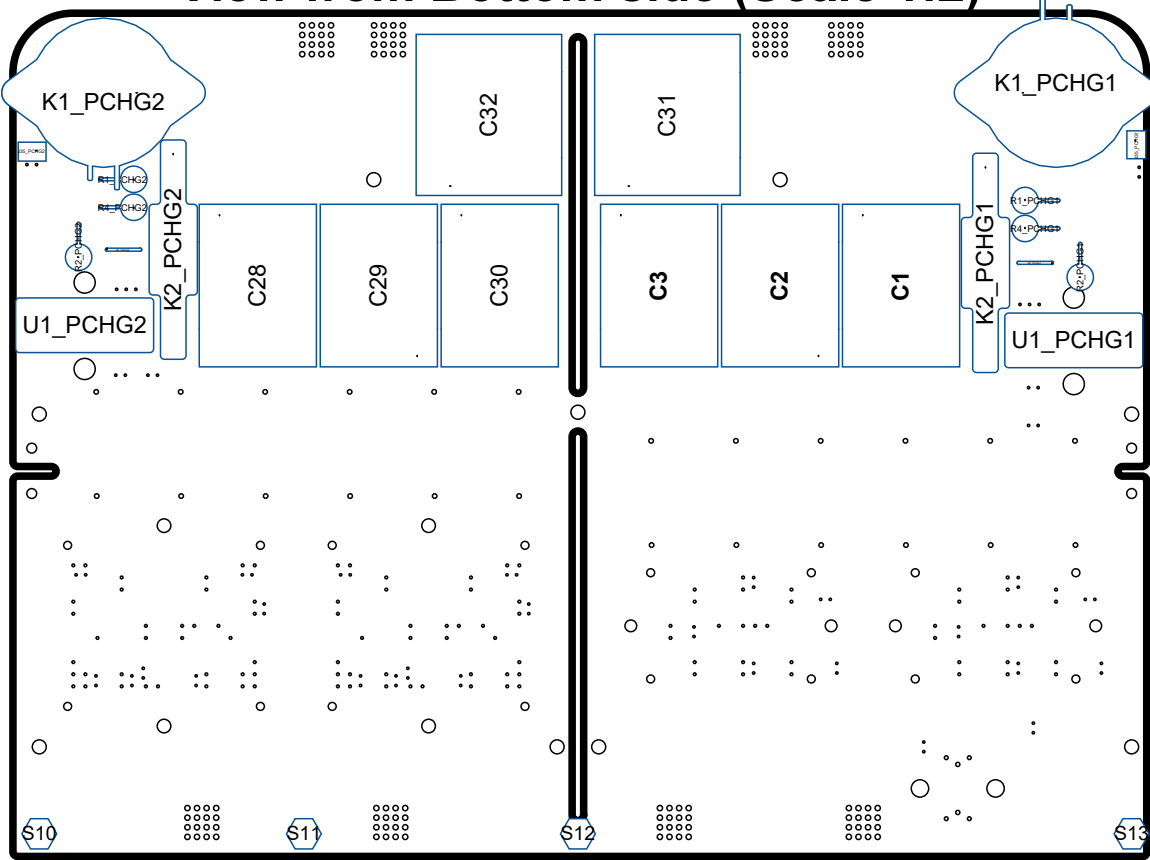 View from Bottom side (Scale 1:2)
K1_PCHG2
K1_PCHG1
C32
C31
R1_PCHG2
R4_PCHG2
R2_PCHG2
K2_PCHG2
C28
C29
C30
C3
C2
C1
K2_PCHG1
R1_PCHG1
R4_PCHG1
R2_PCHG1
U1_PCHG2
U1_PCHG1
S10
S11
S12
S13